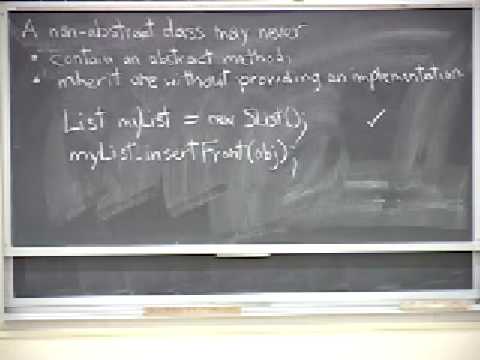 A non-abstract class may never
• contain an abstract method;
• inherit one without providing an implementation
List myList = new SList(); ✓
myList.insertFront(obj);